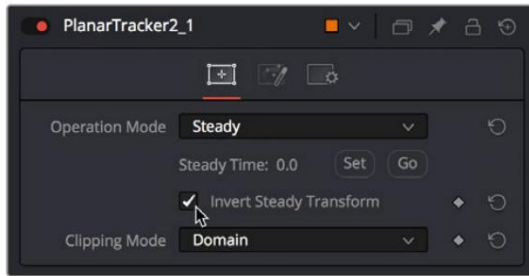 PlanarTracker2_1
Operation Mode Steady
Steady Time: 0.0 Set Go
Invert Steady Transform
Clipping Mode Domain